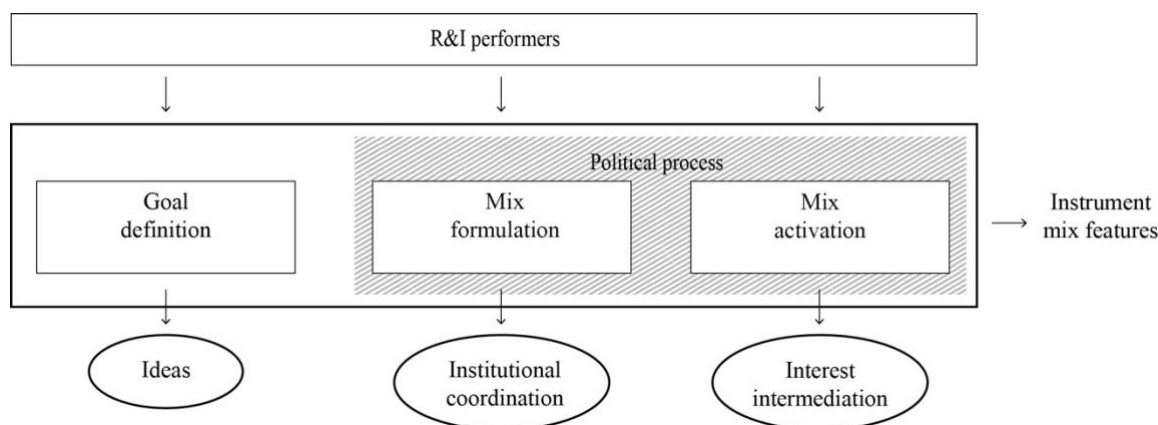 R&I performers
Political process
Goal
definition
Mix
formulation
Mix
activation
Instrument
mix features
Ideas
Institutional
coordination
Interest
intermediation